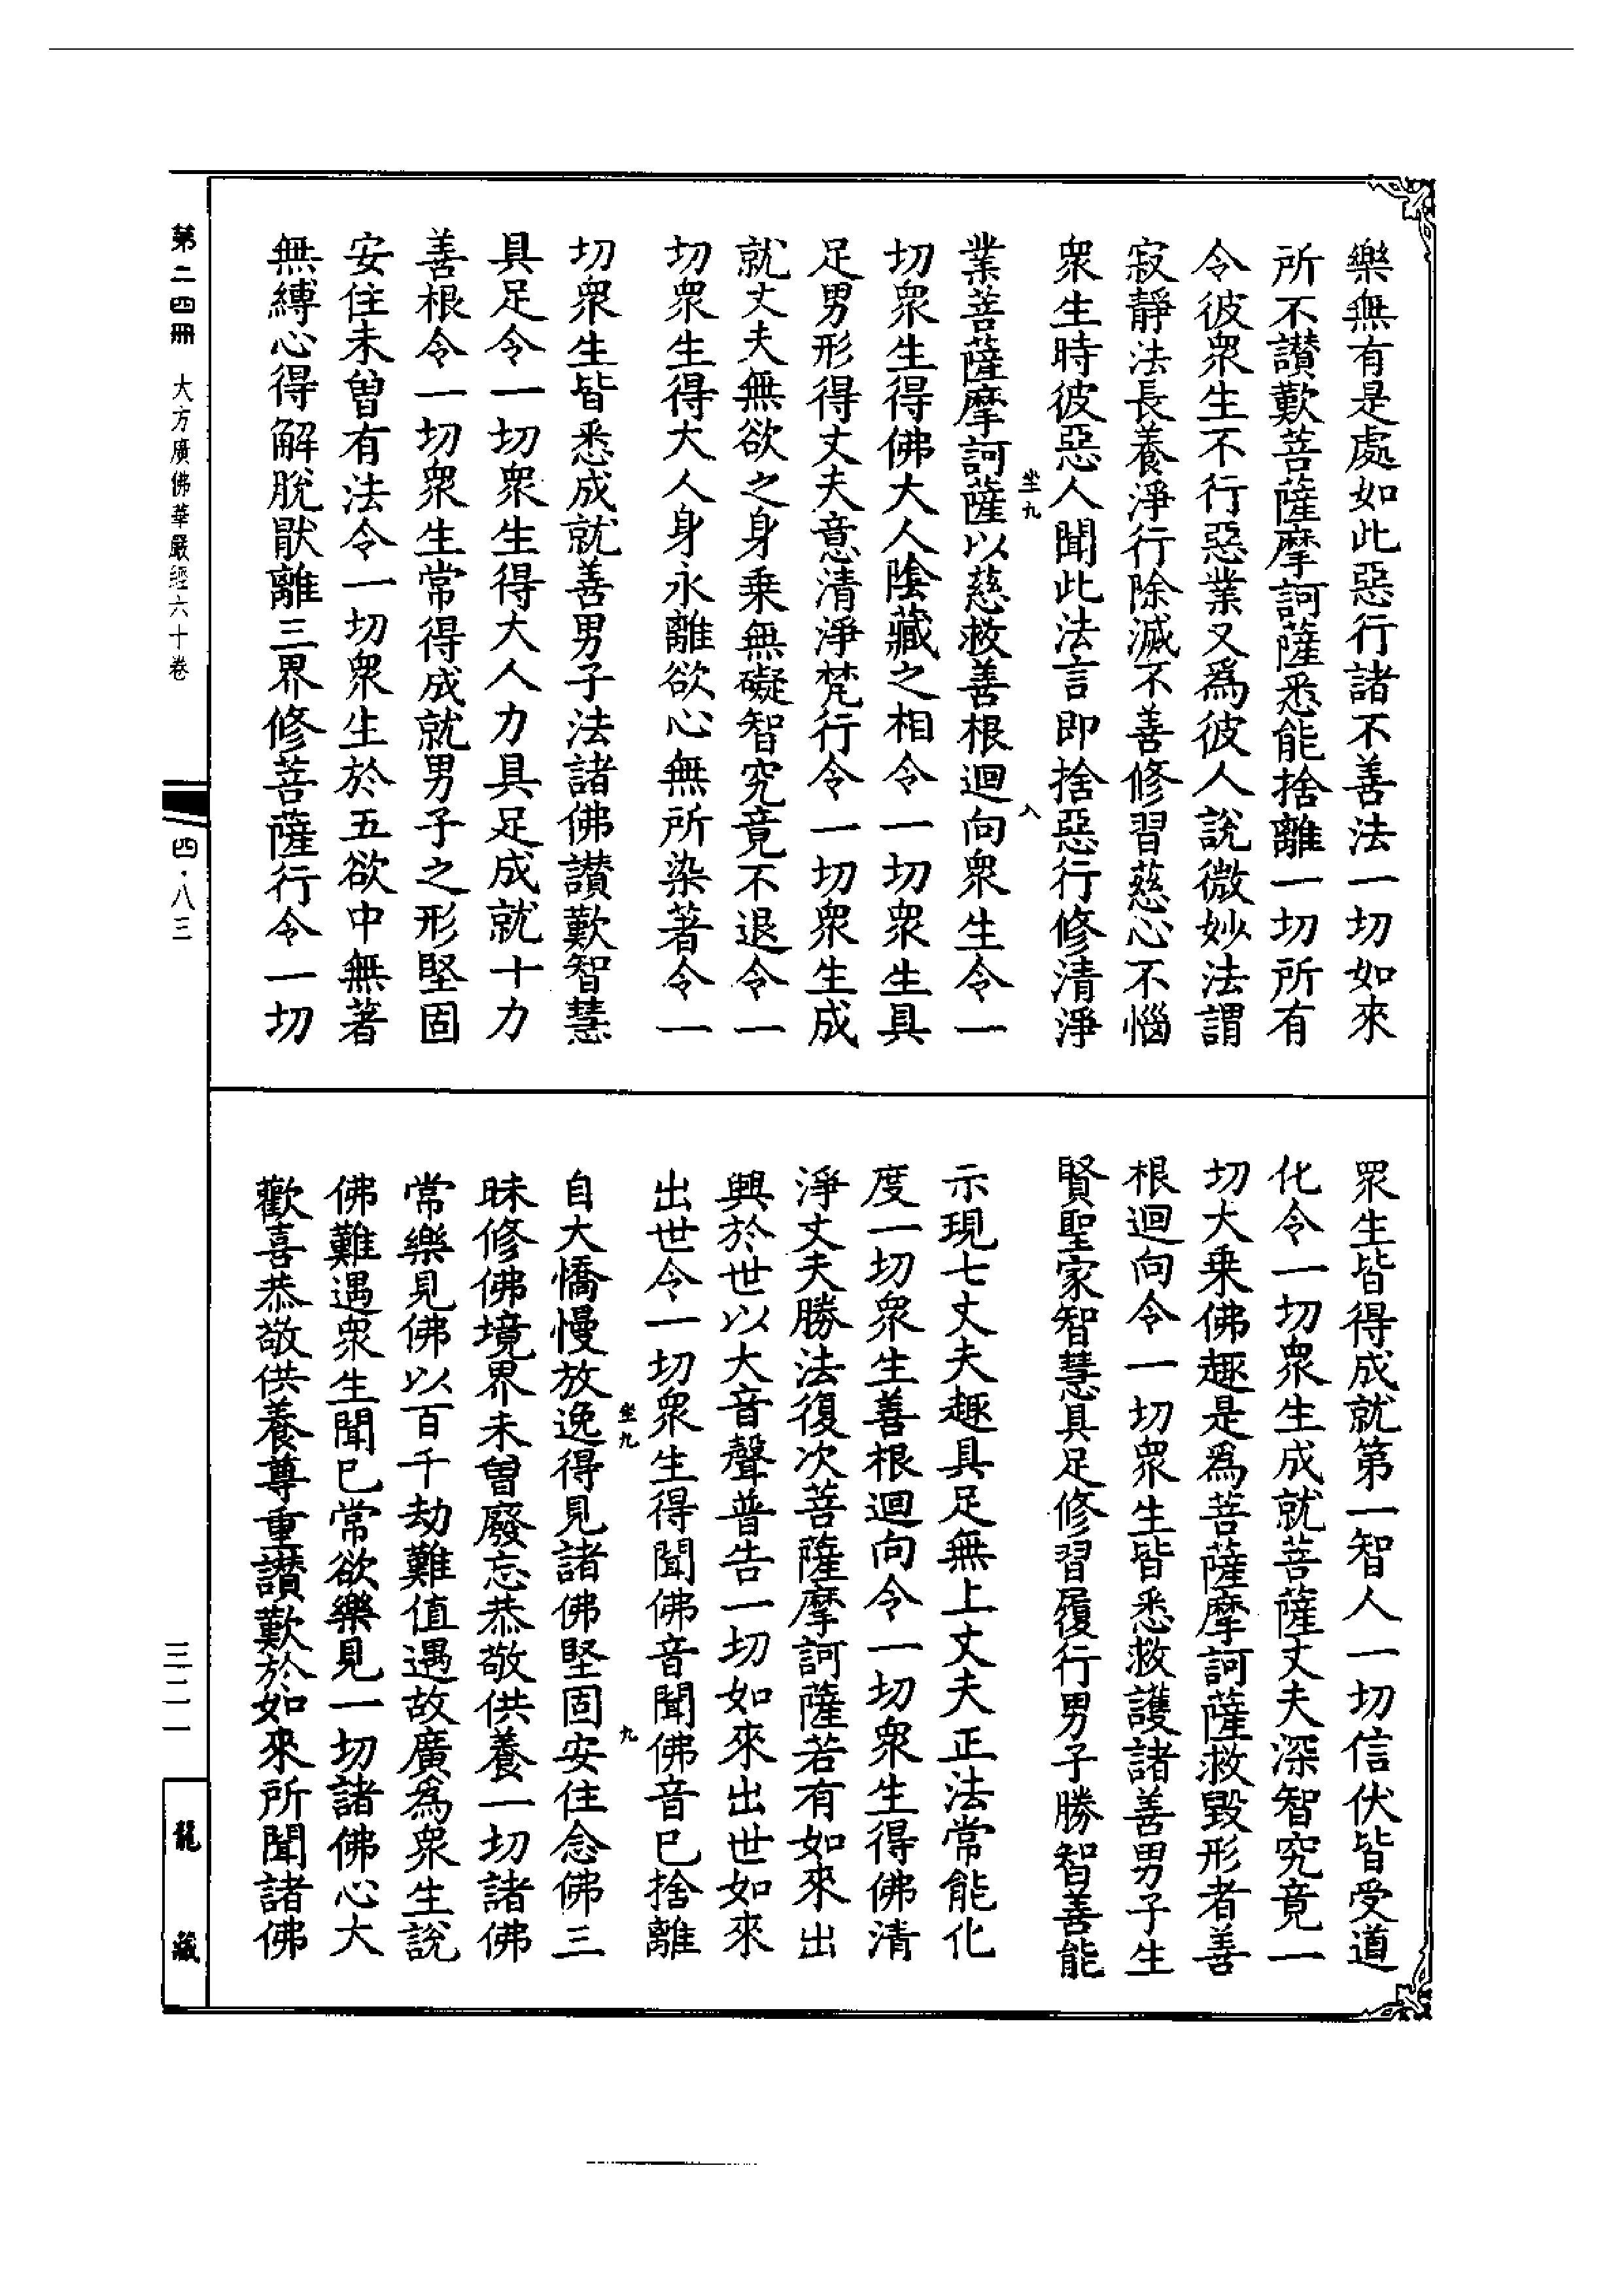 樂無有是處如此惡行諸不善法一切如來
所不讃歎菩薩摩訶薩悉能捨離一切所有
令彼衆生不行惡業又爲彼人說微妙法謂
寂靜法長養淨行除滅不善修習慈心不惱
衆生時彼惡人聞此法言即捨惡行修清淨
坐九
八
業菩薩摩訶薩以慈救善根迴向衆生令一
切衆生得佛大人陰藏之相令一切衆生具
足男形得丈夫意清淨梵行令一切衆生成
就丈夫無欲之身乘無礙智究竟不退令一
切衆生得大人身永離欲心無所染著令一
切衆生皆悉成就善男子法諸佛讃歎智慧
具足令一切衆生得大人力具足成就十力
善根令一切衆生常得成就男子之形堅固
安住未曾有法令一切衆生於五欲中無著
無縛心得解脫猒離三界修菩薩行令一切
衆生皆得成就第一智人一切信伏皆受道
化令一切衆生成就菩薩丈夫深智究竟一
切大乘佛趣是爲菩薩摩訶薩救毀形者善
根迴向令一切衆生皆悉救護諸善男子生
賢聖家智慧具足修習履行男子勝智善能
示現七丈夫趣具足無上丈夫正法常能化
度一切衆生善根迴向令一切衆生得佛清
淨丈夫勝法復次菩薩摩訶薩若有如來出
興於世以大音聲普告一切如來出世如來
出世令一切衆生得聞佛音聞佛音已捨離
坐九
九
自大憍慢放逸得見諸佛堅固安住念佛三
昧修佛境界未曾廢忘恭敬供養一切諸佛
常樂見佛以百千劫難值遇故廣爲衆生說
佛難遇衆生聞已常欲樂見一切諸佛心大
歡喜恭敬供養尊重讃歎於如來所聞諸佛
第二四冊 大方廣佛華嚴經六十卷
四·八三
三二一
龍藏